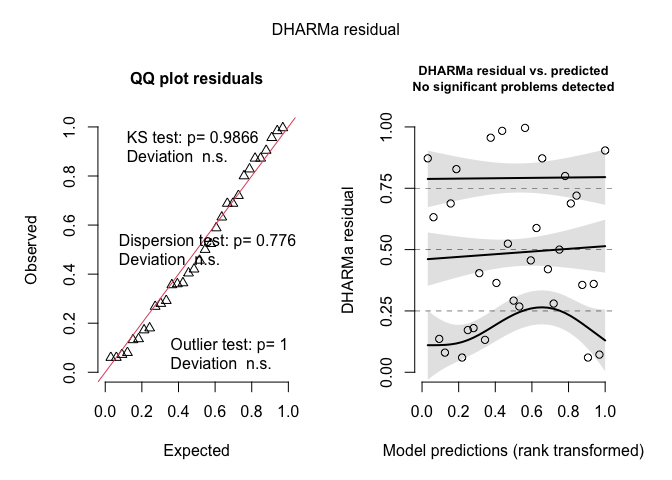 DHARMa residual
QQ plot residuals
KS test: p= 0.9866
Deviation n.s.
Dispersion test: p= 0.776
Deviation n.s.
Outlier test: p= 1
Deviation n.s.
Observed
0.0 0.2 0.4 0.6 0.8 1.0
0.0 0.2 0.4 0.6 0.8 1.0
Expected
DHARMa residual vs. predicted
No significant problems detected
DHARMa residual
0.00 0.25 0.50 0.75 1.00
0.0 0.2 0.4 0.6 0.8 1.0
Model predictions (rank transformed)